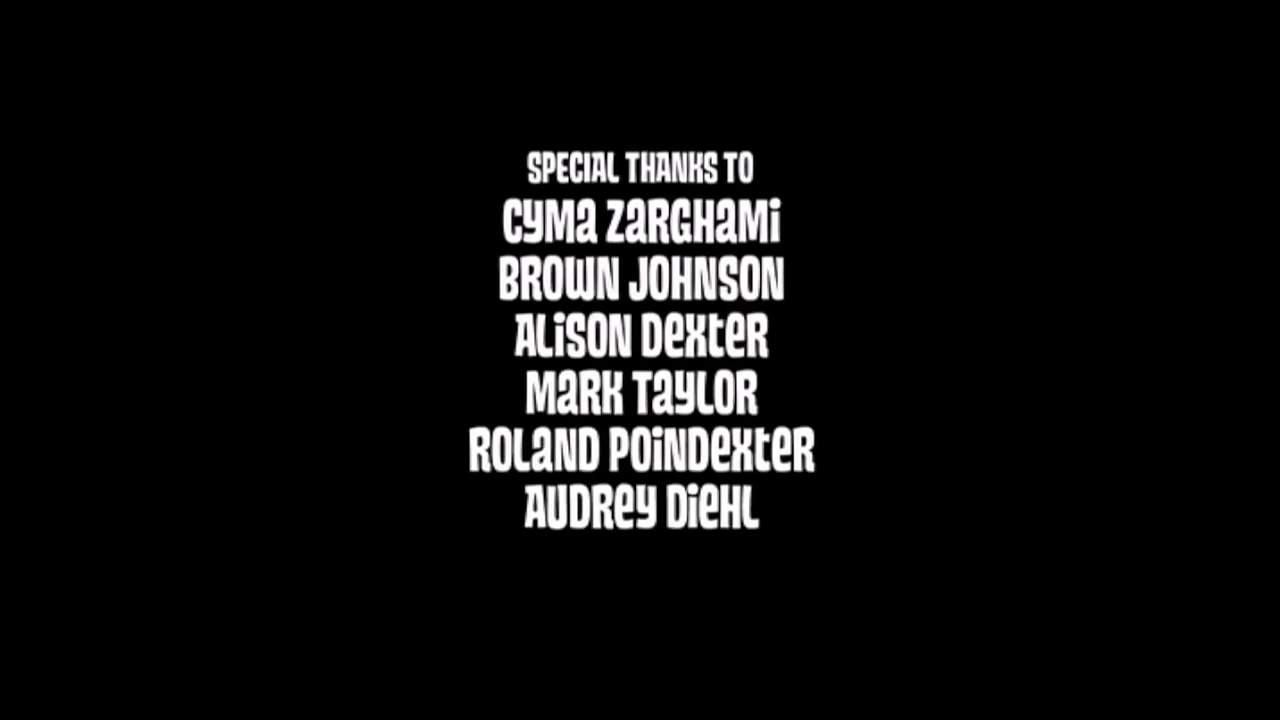 SPECIAL THANKS TO
CYMa ZaRGHaMi
BROWN JOHNSON
ALiSON DeXteR
MaRK TaYLOR
ROLaND POiNDeXteR
AUDReY DieHL